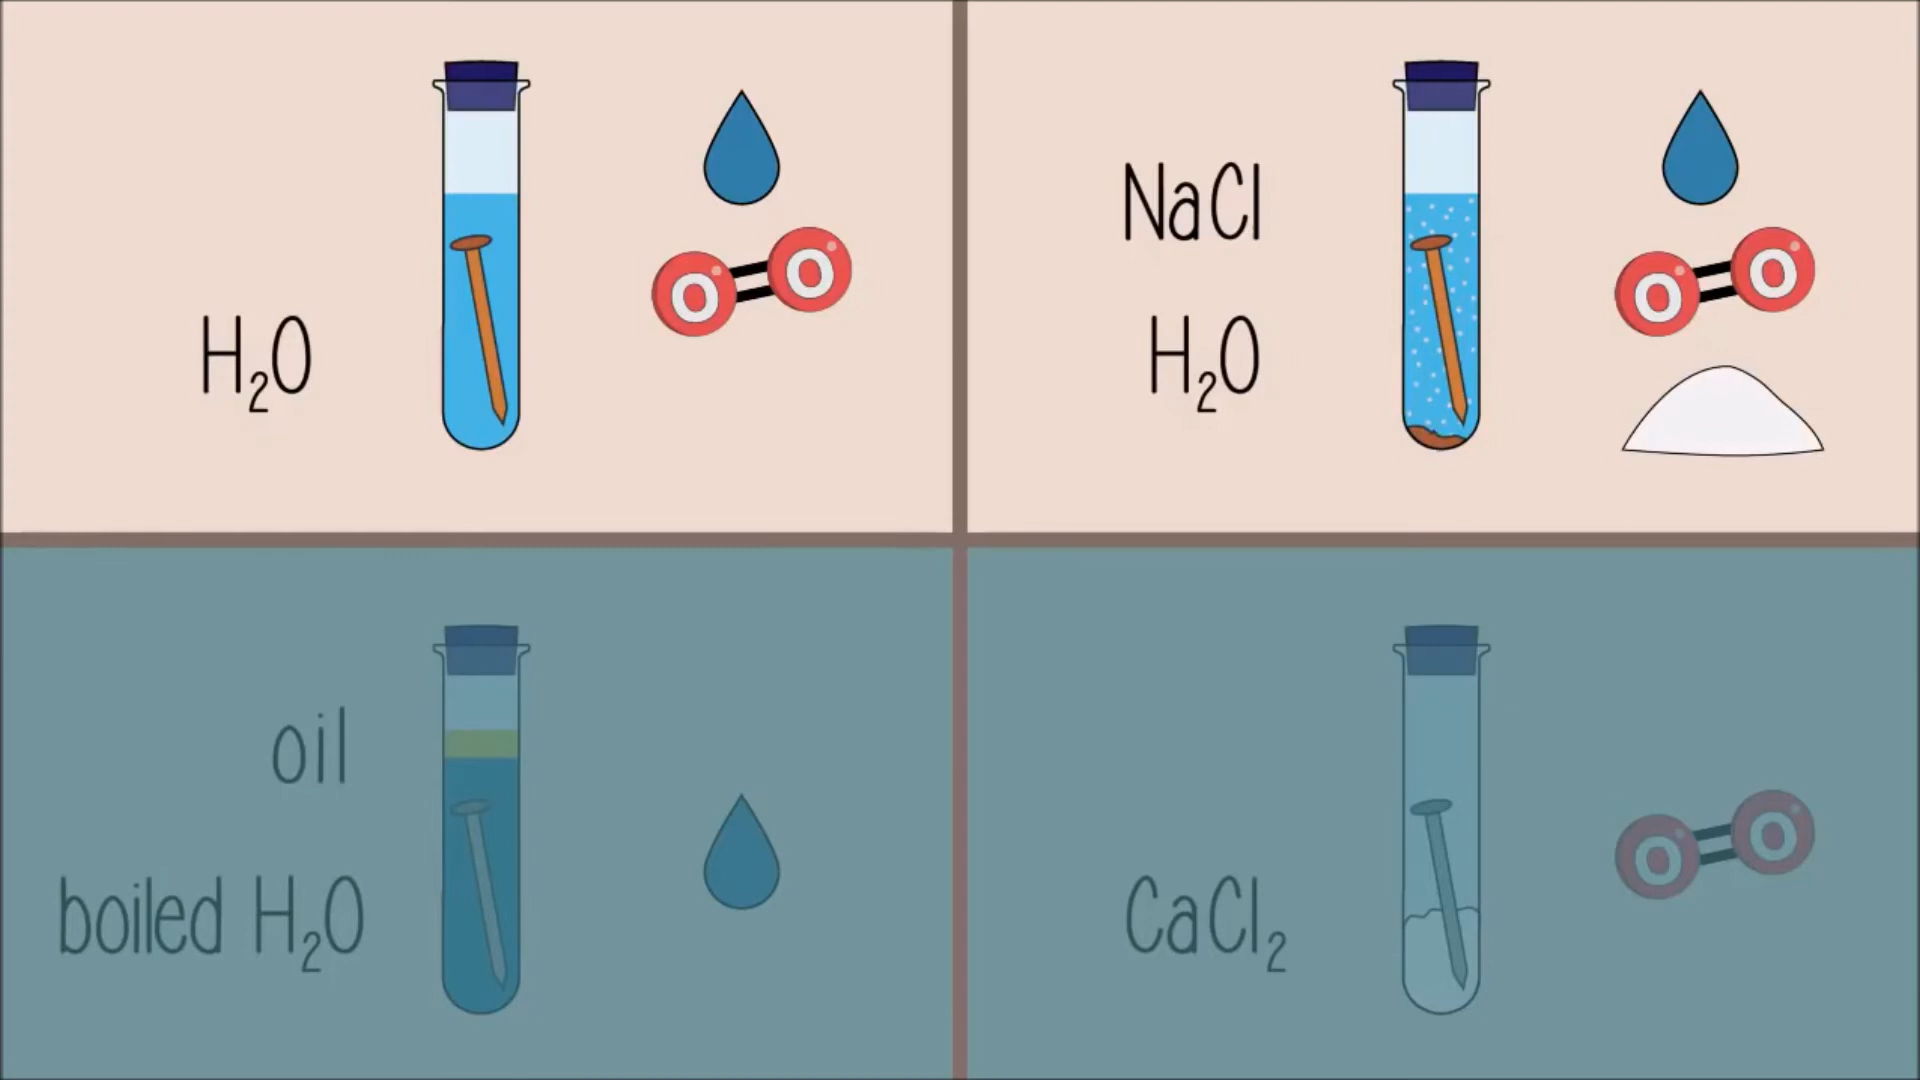 H₂O
O O
NaCl
H₂O
O O
oil
boiled H₂O
CaCl₂
O O